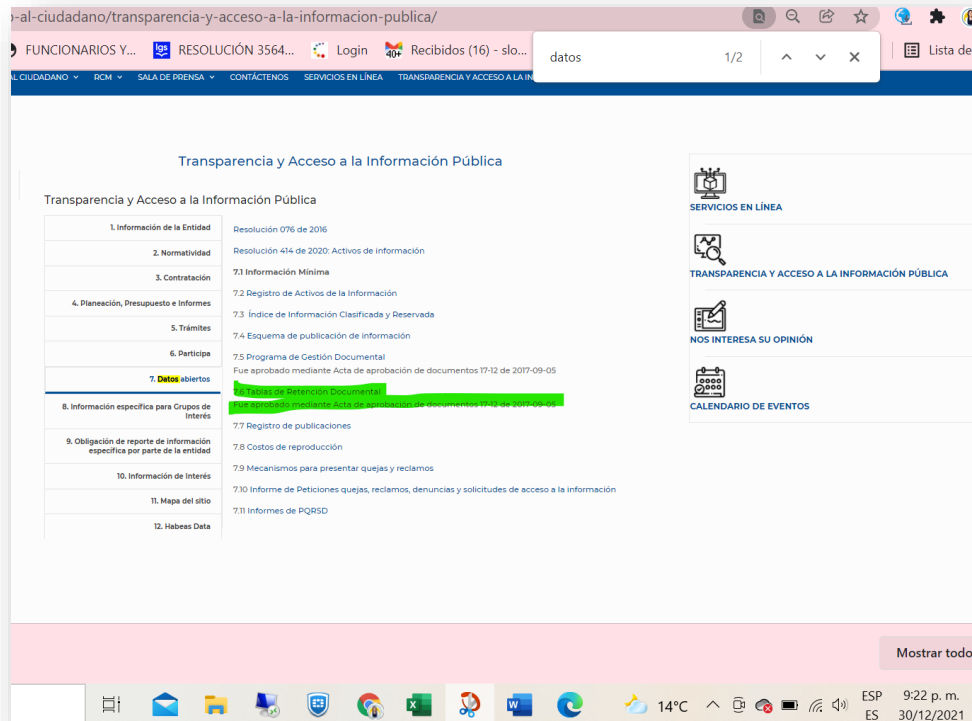 -al-ciudadano/transparencia-y-acceso-a-la-informacion-publica/
FUNCIONARIOS Y...
lgs
RESOLUCIÓN 3564...
Login
40+
Recibidos (16) - slo...
datos
1/2
Lista de
AL CIUDADANO
RCM
SALA DE PRENSA
CONTÁCTENOS
SERVICIOS EN LÍNEA
TRANSPARENCIA Y ACCESO A LA IN
Transparencia y Acceso a la Información Pública
Transparencia y Acceso a la Información Pública
1. Información de la Entidad
2. Normatividad
3. Contratación
4. Planeación, Presupuesto e Informes
5. Trámites
6. Participa
7. Datos abiertos
8. Información específica para Grupos de
Interés
9. Obligación de reporte de información
específica por parte de la entidad
10. Información de Interés
11. Mapa del sitio
12. Habeas Data
Resolución 076 de 2016
Resolución 414 de 2020: Activos de información
7.1 Información Mínima
7.2 Registro de Activos de la Información
7.3 Índice de Información Clasificada y Reservada
7.4 Esquema de publicación de información
7.5 Programa de Gestión Documental
Fue aprobado mediante Acta de aprobación de documentos 17-12 de 2017-09-05
7.6 Tablas de Retención Documental
Fue aprobado mediante Acta de aprobación de documentos 17-12 de 2017-09-05
7.7 Registro de publicaciones
7.8 Costos de reproducción
7.9 Mecanismos para presentar quejas y reclamos
7.10 Informe de Peticiones quejas, reclamos, denuncias y solicitudes de acceso a la información
7.11 Informes de PQRSD
SERVICIOS EN LÍNEA
TRANSPARENCIA Y ACCESO A LA INFORMACIÓN PÚBLICA
NOS INTERESA SU OPINIÓN
CALENDARIO DE EVENTOS
Mostrar todo
14°C
ESP
ES
9:22 p. m.
30/12/2021